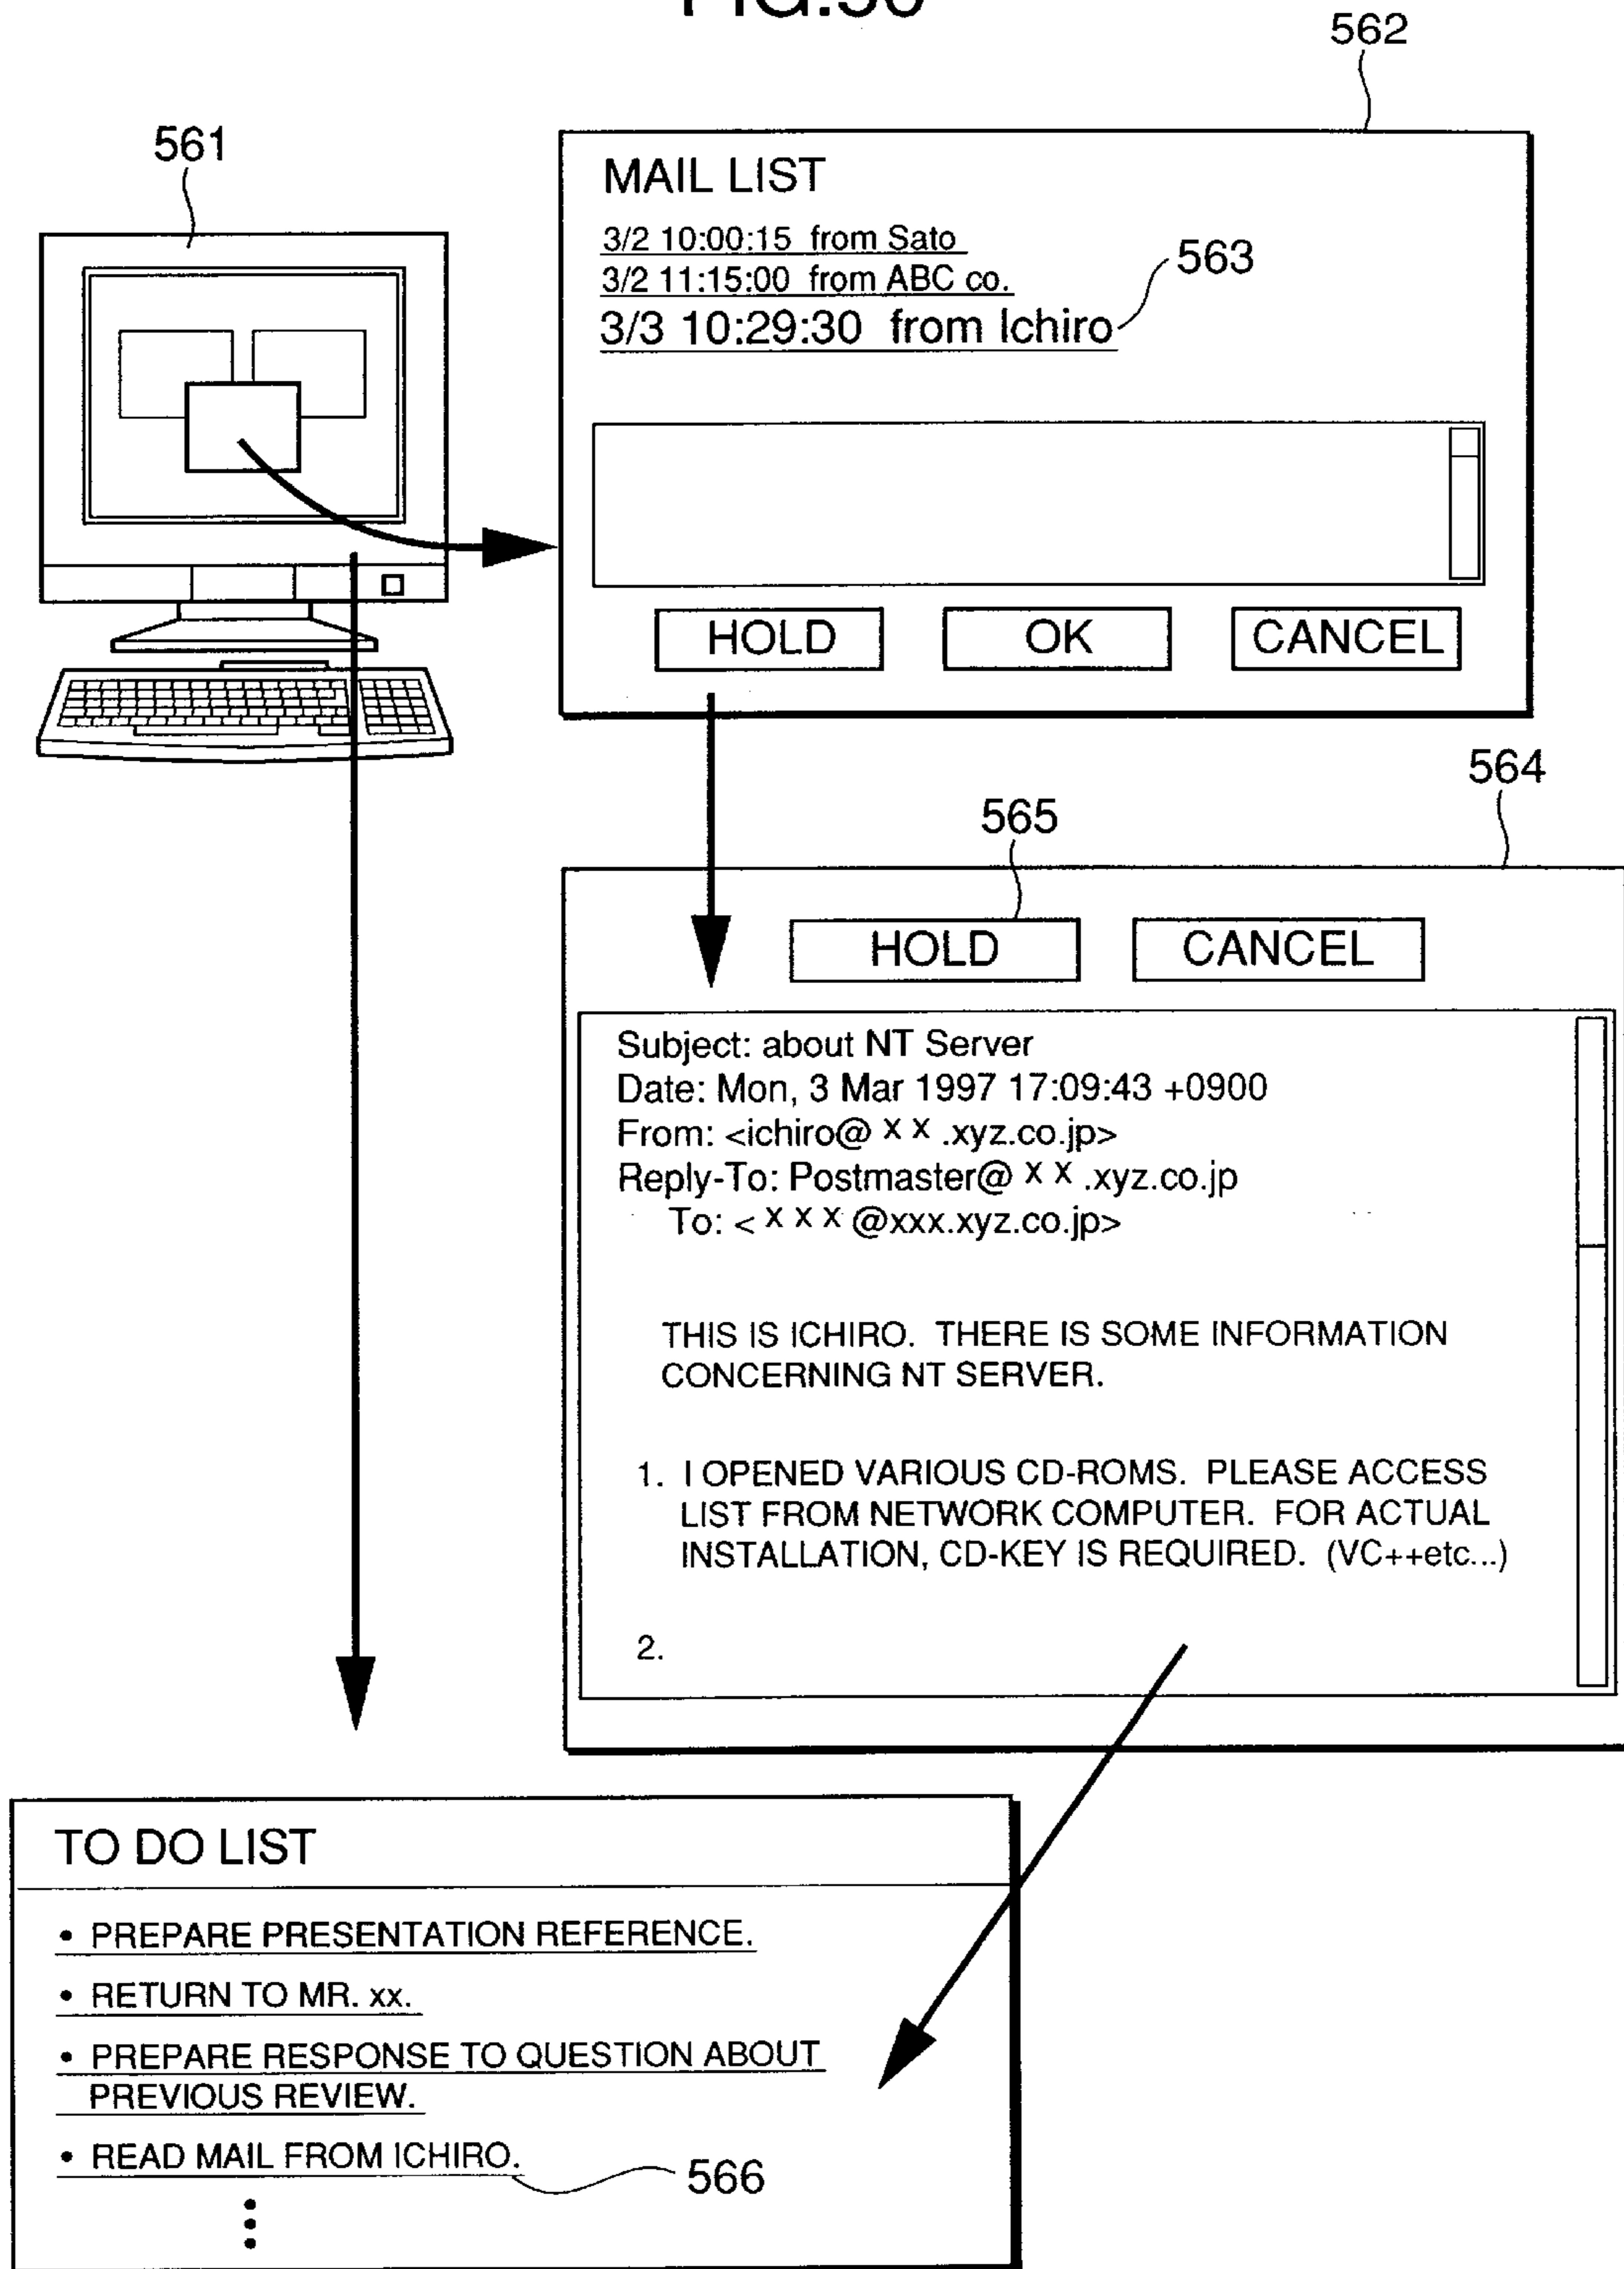 562
561
MAIL LIST
3/2 10:00:15 from Sato
3/2 11:15:00 from ABC co.
563
3/3 10:29:30 from Ichiro
HOLD OK CANCEL
564
565
HOLD CANCEL
Subject: about NT Server
Date: Mon, 3 Mar 1997 17:09:43 +0900
From: <ichiro@ x x .xyz.co.jp>
Reply-To: Postmaster@ x x .xyz.co.jp
To: < x x x @xxx.xyz.co.jp>
THIS IS ICHIRO. THERE IS SOME INFORMATION
CONCERNING NT SERVER.
1. I OPENED VARIOUS CD-ROMS. PLEASE ACCESS
LIST FROM NETWORK COMPUTER. FOR ACTUAL
INSTALLATION, CD-KEY IS REQUIRED. (VC++etc...)
2.
TO DO LIST
• PREPARE PRESENTATION REFERENCE.
• RETURN TO MR. xx.
• PREPARE RESPONSE TO QUESTION ABOUT
PREVIOUS REVIEW.
• READ MAIL FROM ICHIRO.
566